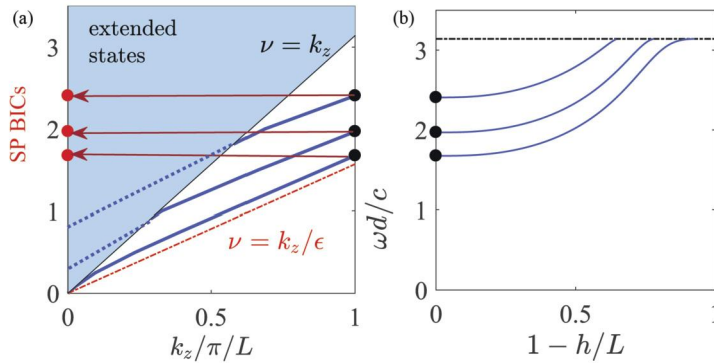 (a)
extended
states
ν = k_z
SP BICs
3
2
1
0
ν = k_z/ϵ
0
0.5
1
k_z/π/L
(b)
ωd/c
3
2
1
0
0
0.5
1
1 − h/L